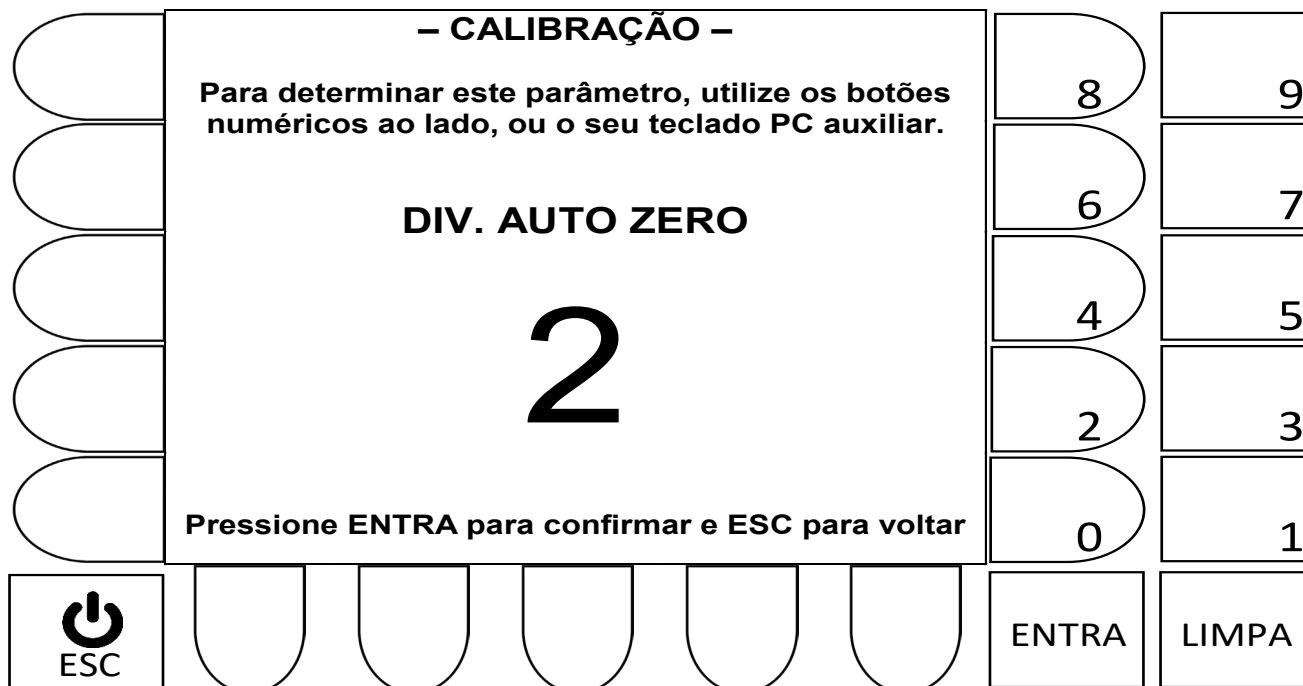 – CALIBRAÇÃO –
Para determinar este parâmetro, utilize os botões
numéricos ao lado, ou o seu teclado PC auxiliar.
DIV. AUTO ZERO
2
Pressione ENTRA para confirmar e ESC para voltar
8 9
6 7
4 5
2 3
0 1
ESC
ENTRA
LIMPA